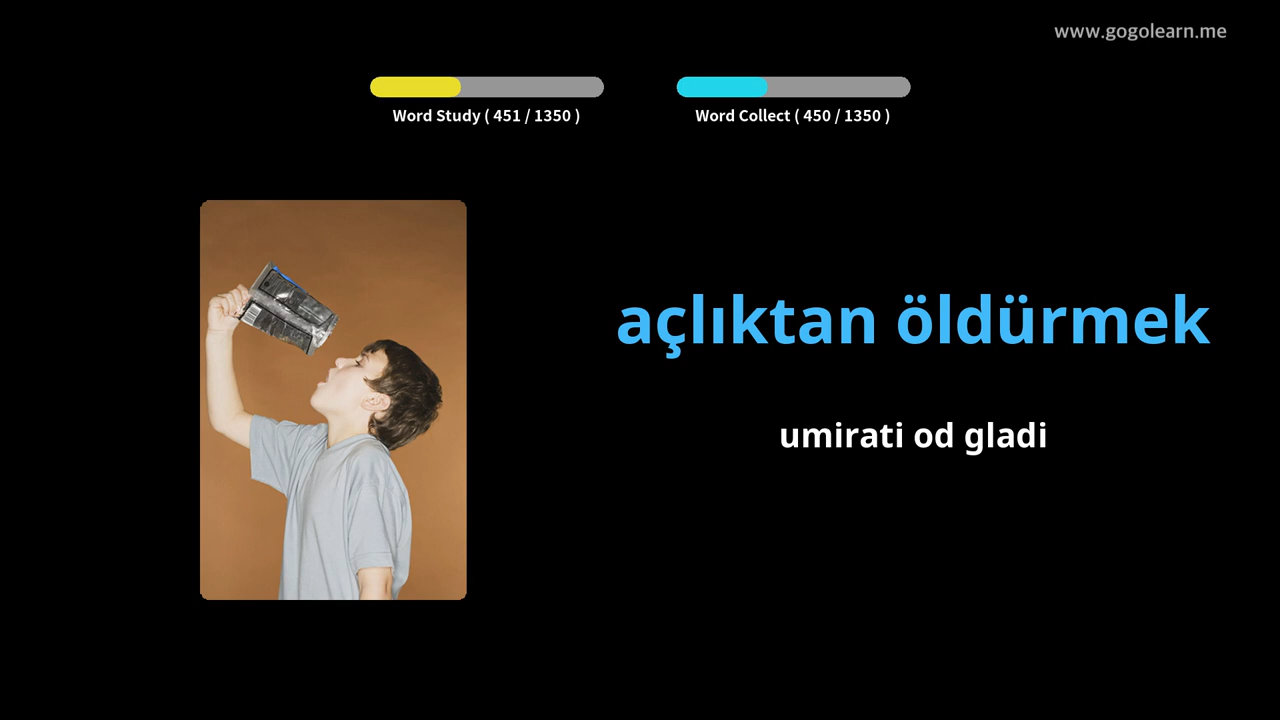 www.gogolearn.me
Word Study ( 451 / 1350 )
Word Collect ( 450 / 1350 )
açlıktan öldürmek
umirati od gladi